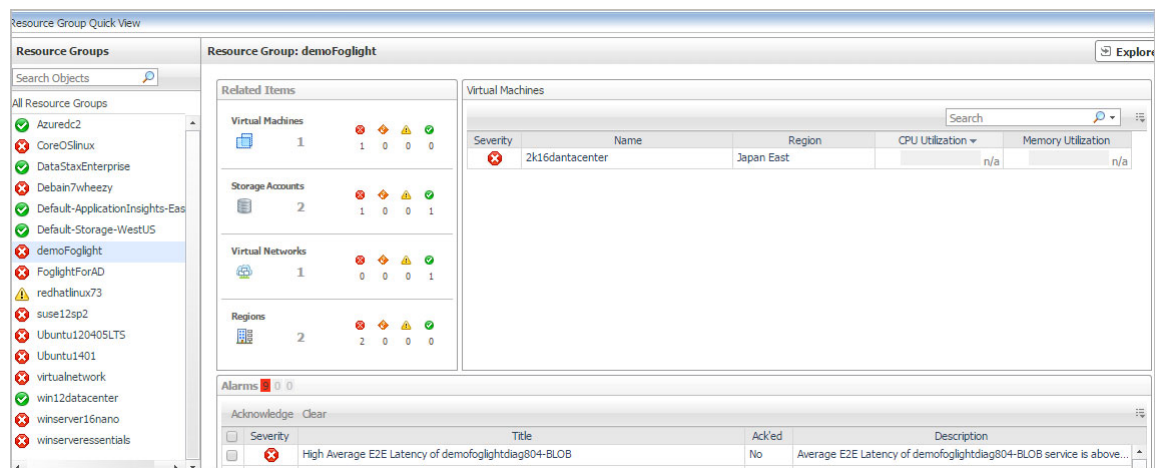 Resource Group Quick View
Resource Groups
Search Objects
All Resource Groups
Azuredc2
CoreOSlinux
DataStaxEnterprise
Debain7wheezy
Default-ApplicationInsights-Eas
Default-Storage-WestUS
demoFoglight
FoglightForAD
redhatlinux73
suse12sp2
Ubuntu120405LTS
Ubuntu1401
virtualnetwork
win12datacenter
winserver16nano
winserveressentials
Resource Group: demoFoglight
Explore
Related Items
Virtual Machines
1
1 0 0 0
Storage Accounts
2
1 0 0 1
Virtual Networks
1
0 0 0 1
Regions
2
2 0 0 0
Virtual Machines
Search
Severity Name Region CPU Utilization Memory Utilization
2k16dantacenter Japan East n/a n/a
Alarms 9 0 0
Acknowledge Clear
Severity Title Ack'ed Description
High Average E2E Latency of demofoglightdiag804-BLOB No Average E2E Latency of demofoglightdiag804-BLOB service is above...